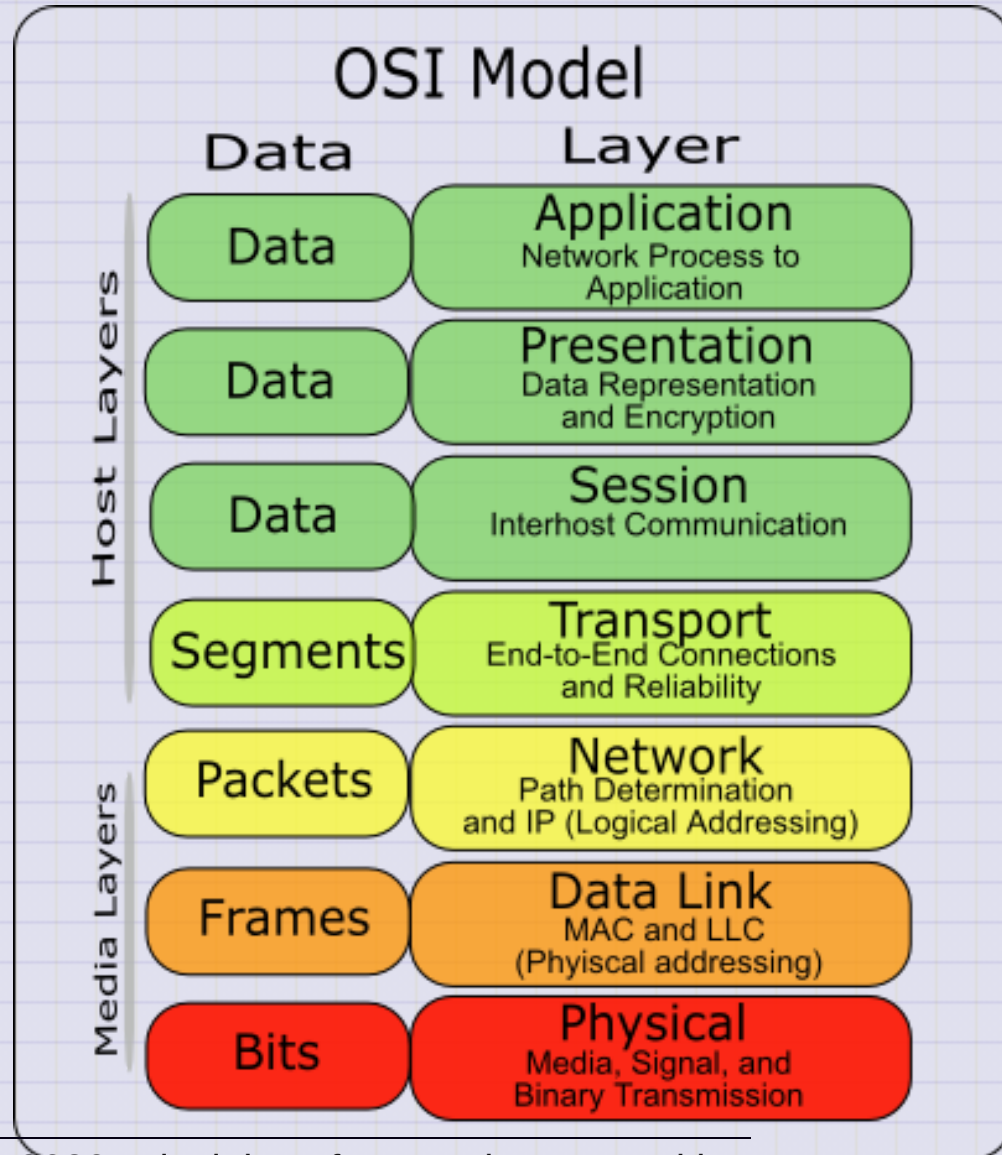 OSI Model
Data
Layer
Host Layers
Data
Application
Network Process to
Application
Data
Presentation
Data Representation
and Encryption
Data
Session
Interhost Communication
Segments
Transport
End-to-End Connections
and Reliability
Media Layers
Packets
Network
Path Determination
and IP (Logical Addressing)
Frames
Data Link
MAC and LLC
(Phyiscal addressing)
Bits
Physical
Media, Signal, and
Binary Transmission